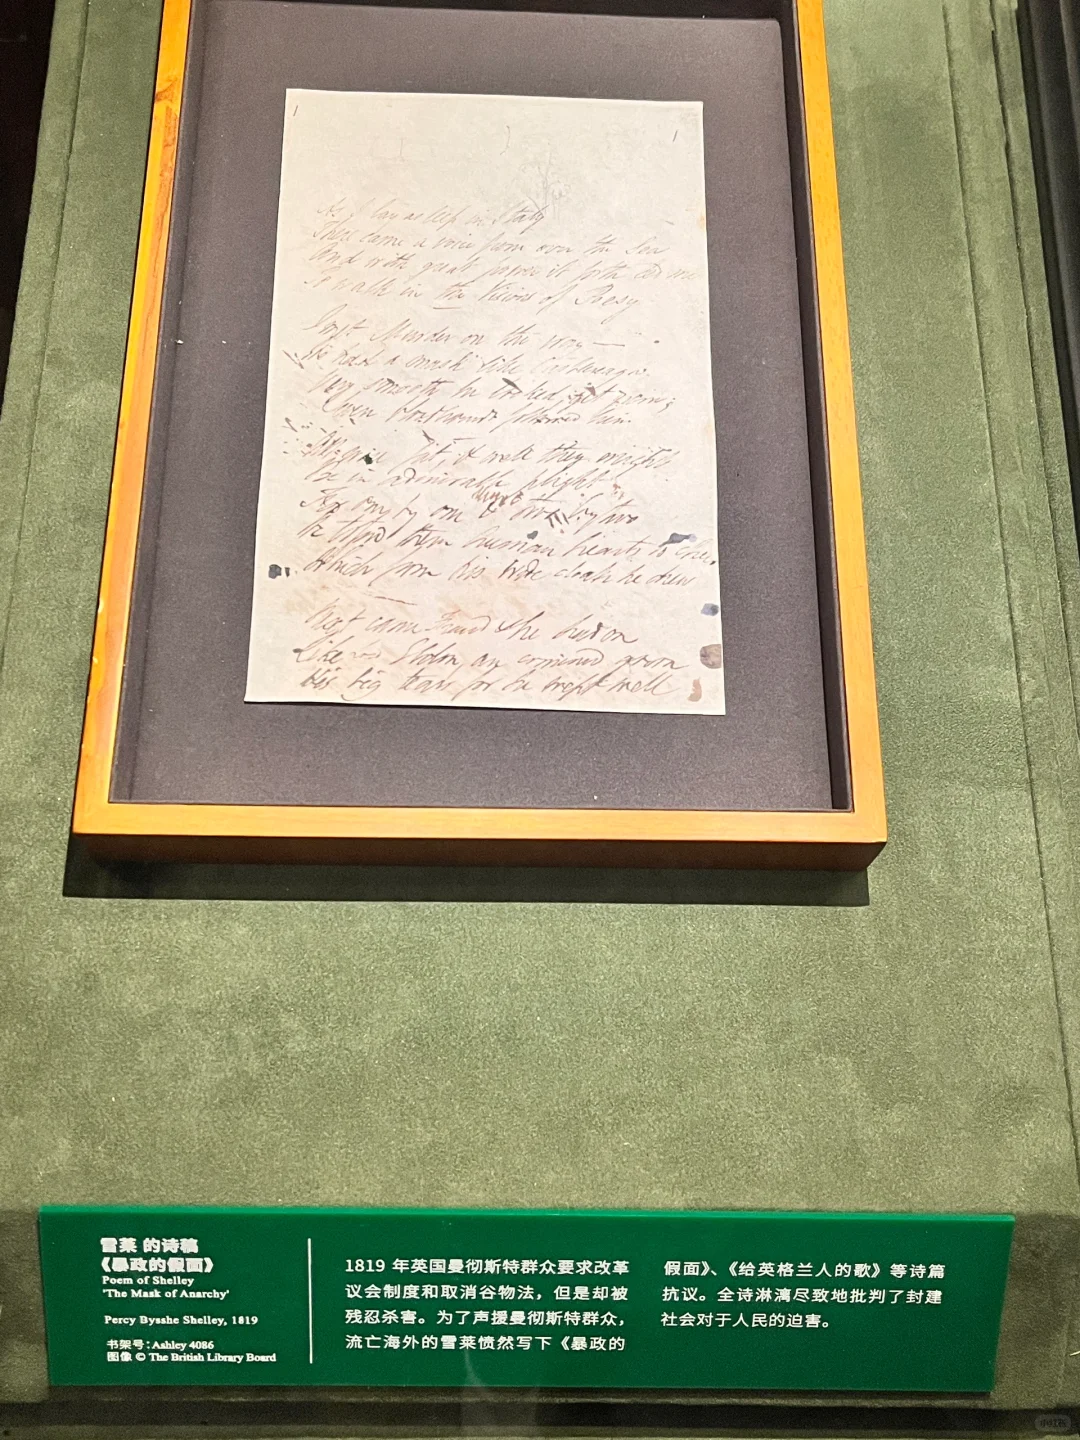 1
1
As I lay asleep in Italy
There came a voice from over the Sea
And with great power it forth led me
To walk in the Visions of Poesy
I met Murder on the way —
He had a mask like Castlereagh
Very smooth he looked, yet grim;
Seven bloodhounds followed him
All were fat, & well they might
Be in admirable plight
For one by one & two by two
He tossed them human hearts to chew
Which from his wide cloak he drew
Next came Fraud & he had on
Like Eldon, an ermined gown
His big tears for he wept well
雪莱 的诗稿
《暴政的假面》
Poem of Shelley
'The Mask of Anarchy'
Percy Bysshe Shelley, 1819
书架号：Ashley 4086
图像 © The British Library Board
1819 年英国曼彻斯特群众要求改革
议会制度和取消谷物法，但是却被
残忍杀害。为了声援曼彻斯特群众，
流亡海外的雪莱愤然写下《暴政的
假面》、《给英格兰人的歌》等诗篇
抗议。全诗淋漓尽致地批判了封建
社会对于人民的迫害。